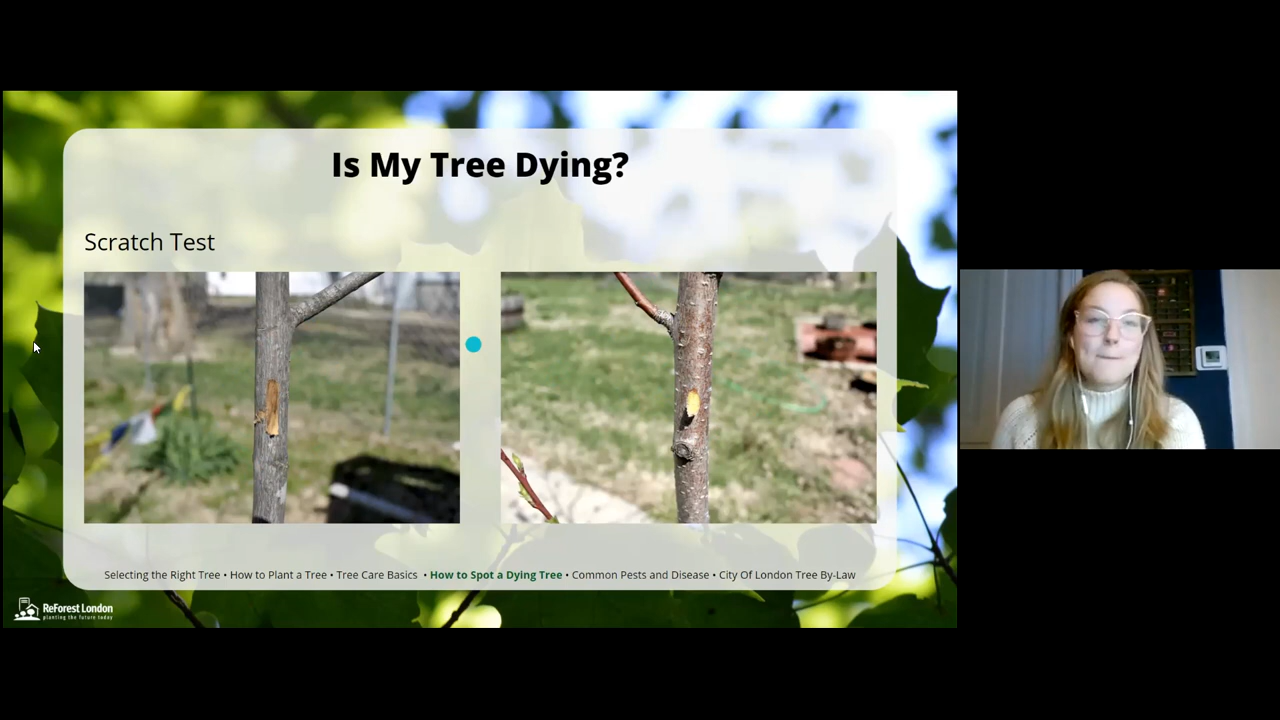 Is My Tree Dying?
Scratch Test
Selecting the Right Tree • How to Plant a Tree • Tree Care Basics • How to Spot a Dying Tree • Common Pests and Disease • City Of London Tree By-Law
ReForest London
planting the future today